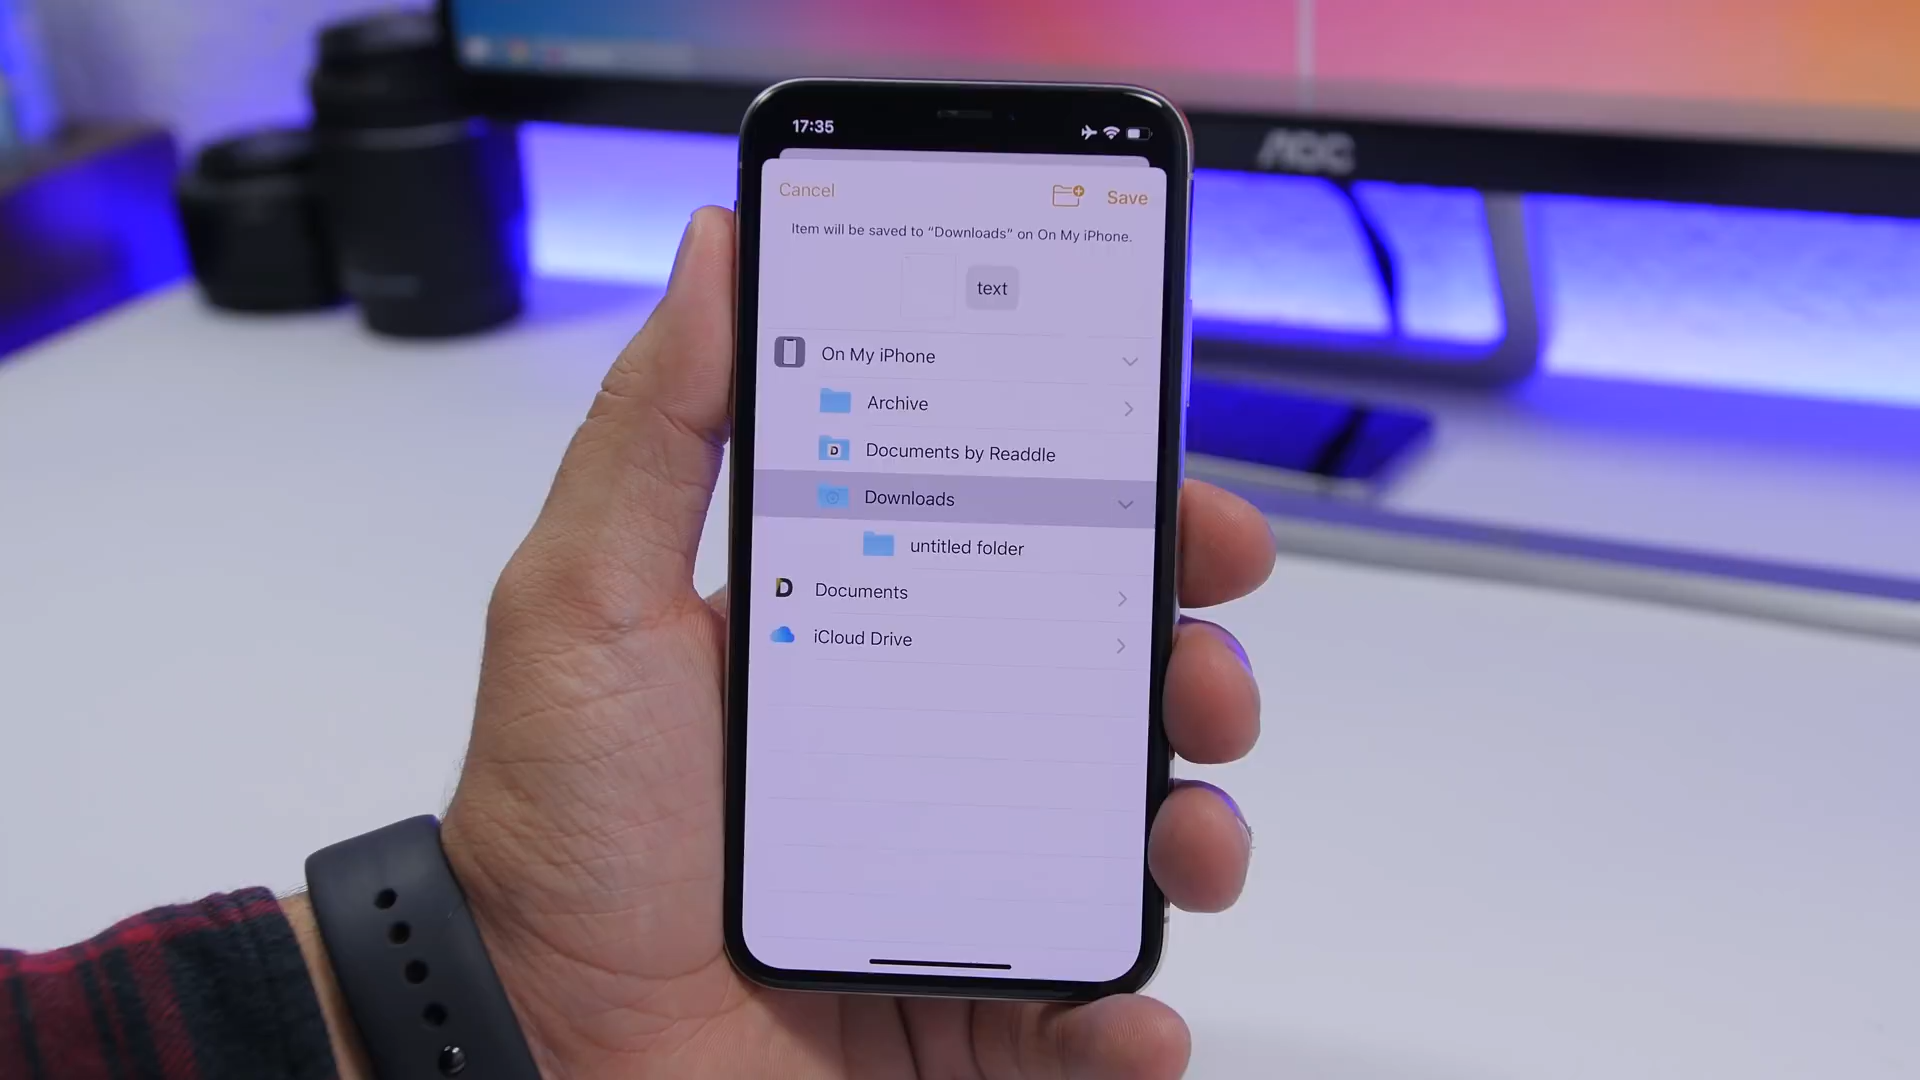 AOC
17:35
Cancel
Save
Item will be saved to “Downloads” on On My iPhone.
text
On My iPhone
Archive
D
Documents by Readdle
Downloads
untitled folder
D
Documents
iCloud Drive